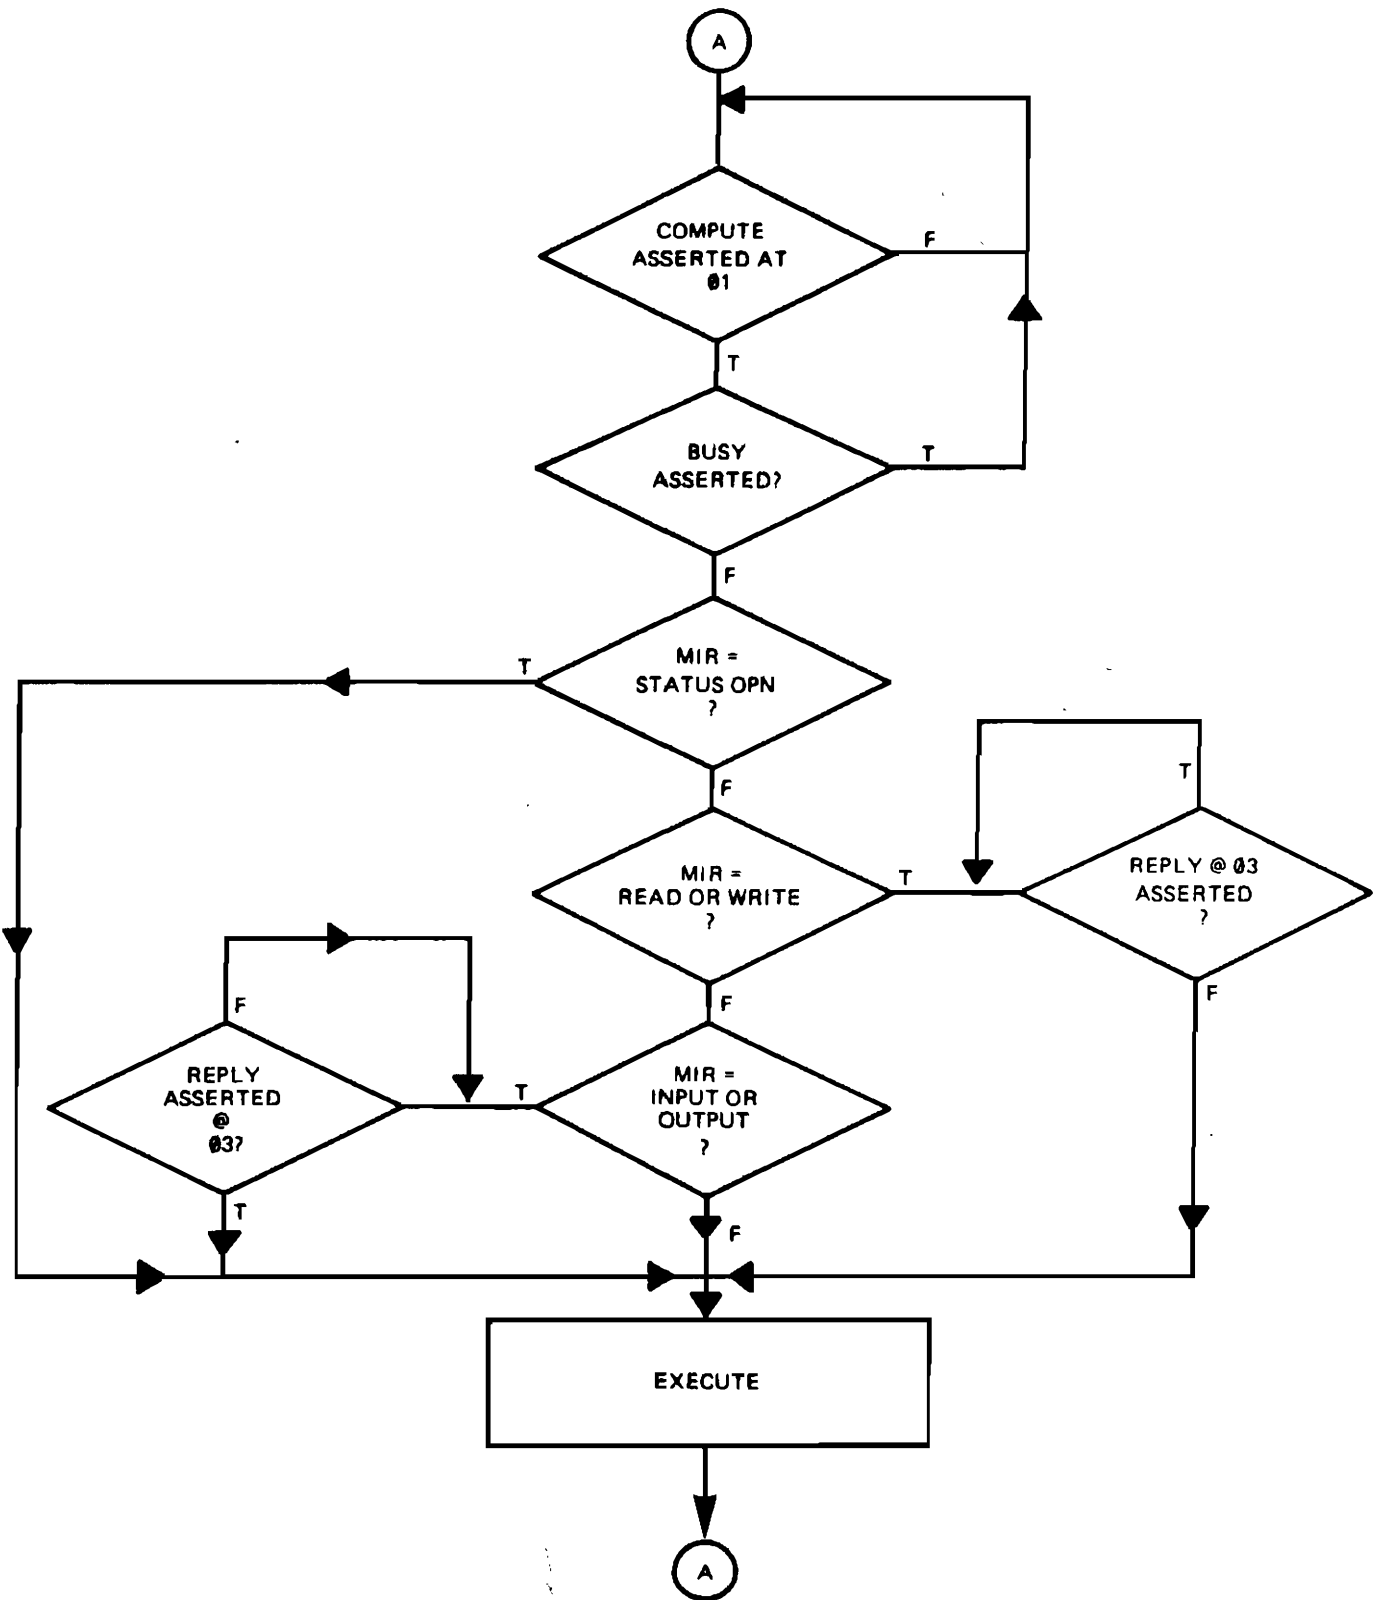 A
COMPUTE
ASSERTED AT
Ø1
F
T
BUSY
ASSERTED?
T
F
MIR =
STATUS OPN
?
T
F
T
MIR =
READ OR WRITE
?
T
REPLY @ Ø3
ASSERTED
?
F
F
F
REPLY
ASSERTED
@
Ø3?
T
MIR =
INPUT OR
OUTPUT
?
T
F
EXECUTE
A